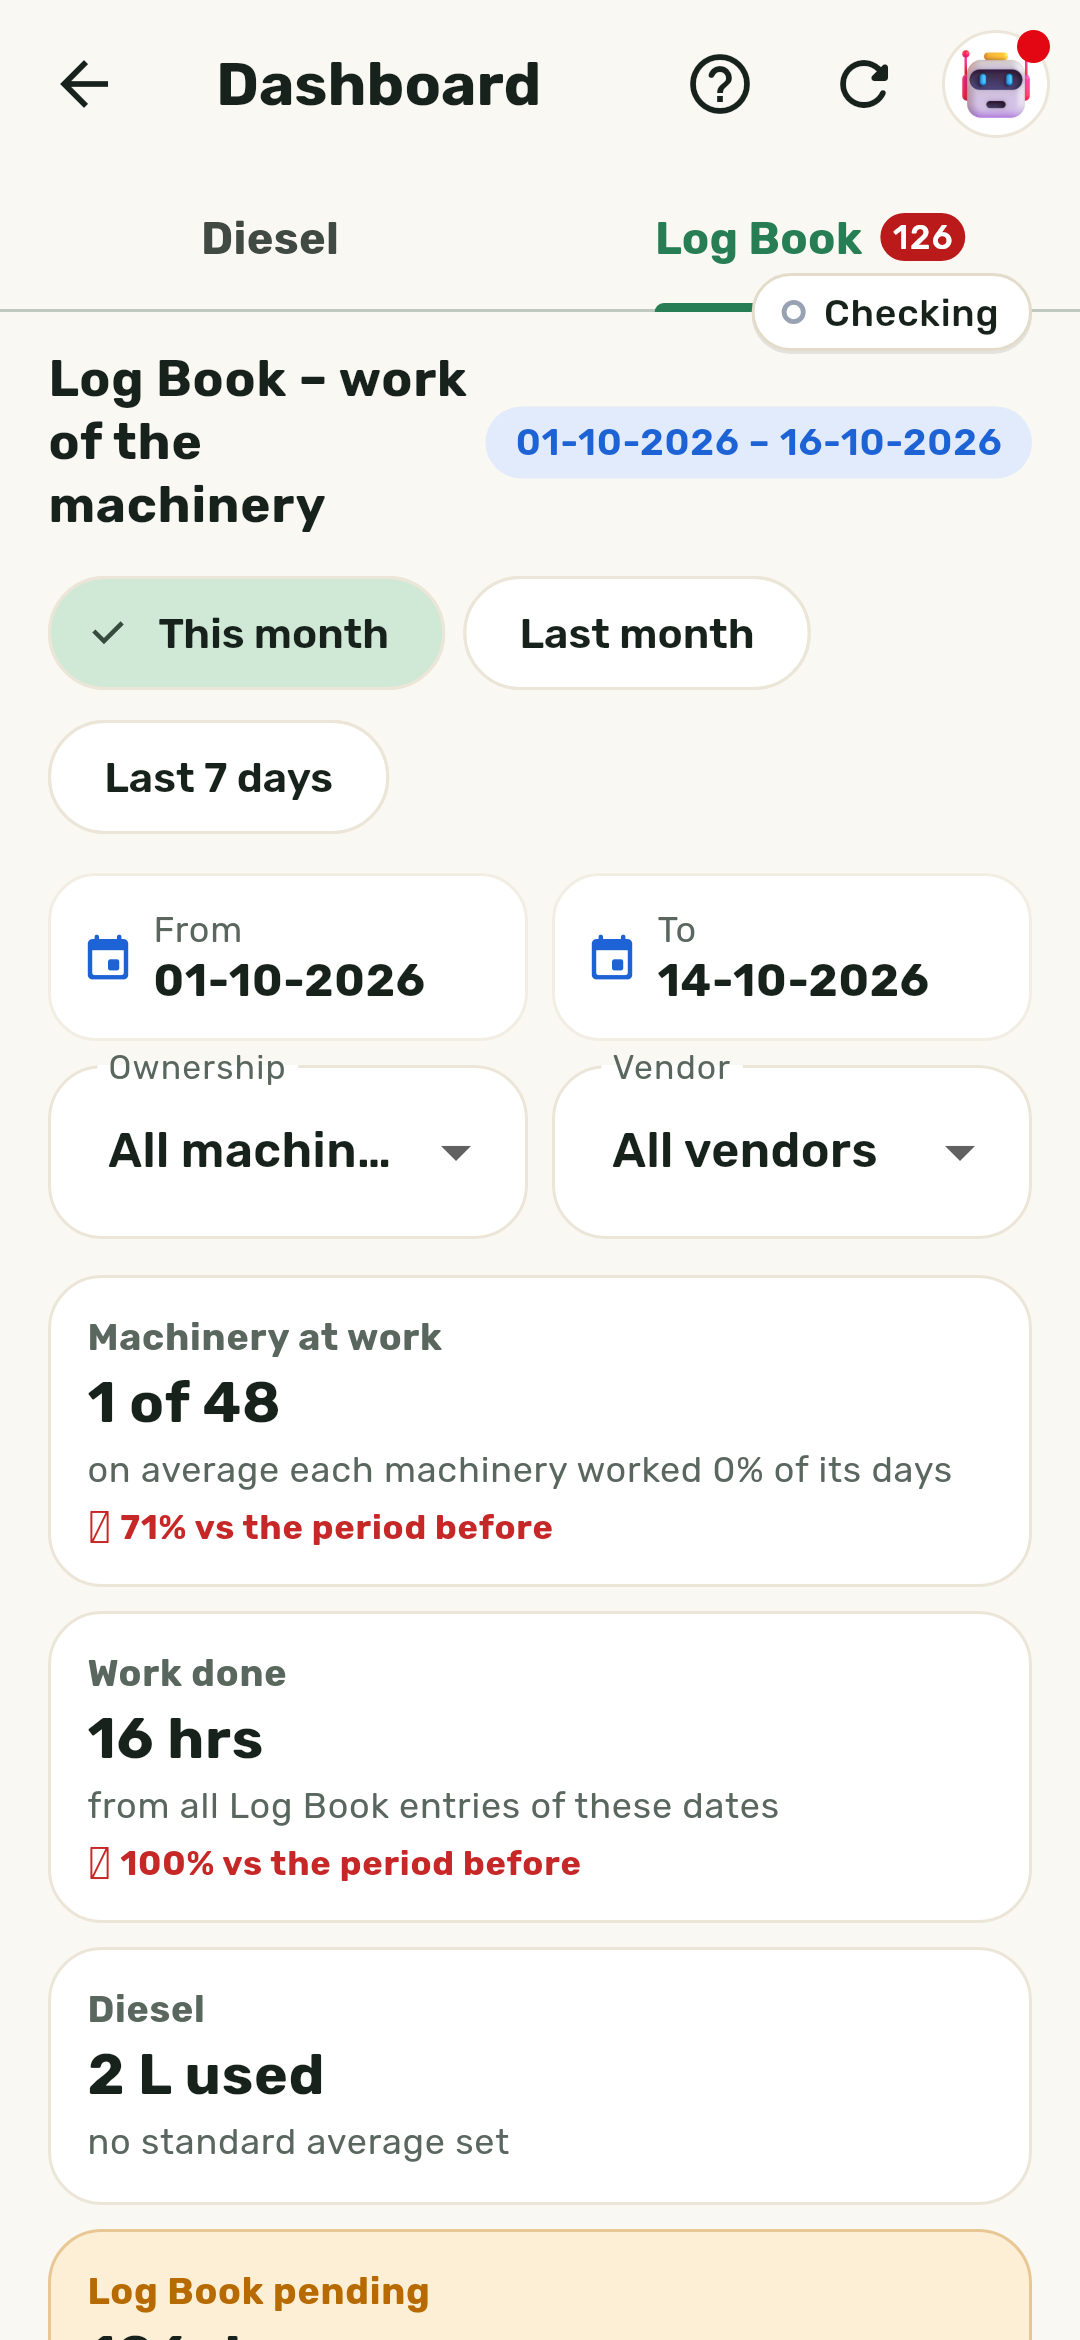 Dashboard
Diesel
Log Book 126
Checking
Log Book – work
of the
machinery
01-10-2026 – 16-10-2026
This month
Last month
Last 7 days
From
01-10-2026
To
14-10-2026
Ownership
All machin...
Vendor
All vendors
Machinery at work
1 of 48
on average each machinery worked 0% of its days
71% vs the period before
Work done
16 hrs
from all Log Book entries of these dates
100% vs the period before
Diesel
2 L used
no standard average set
Log Book pending